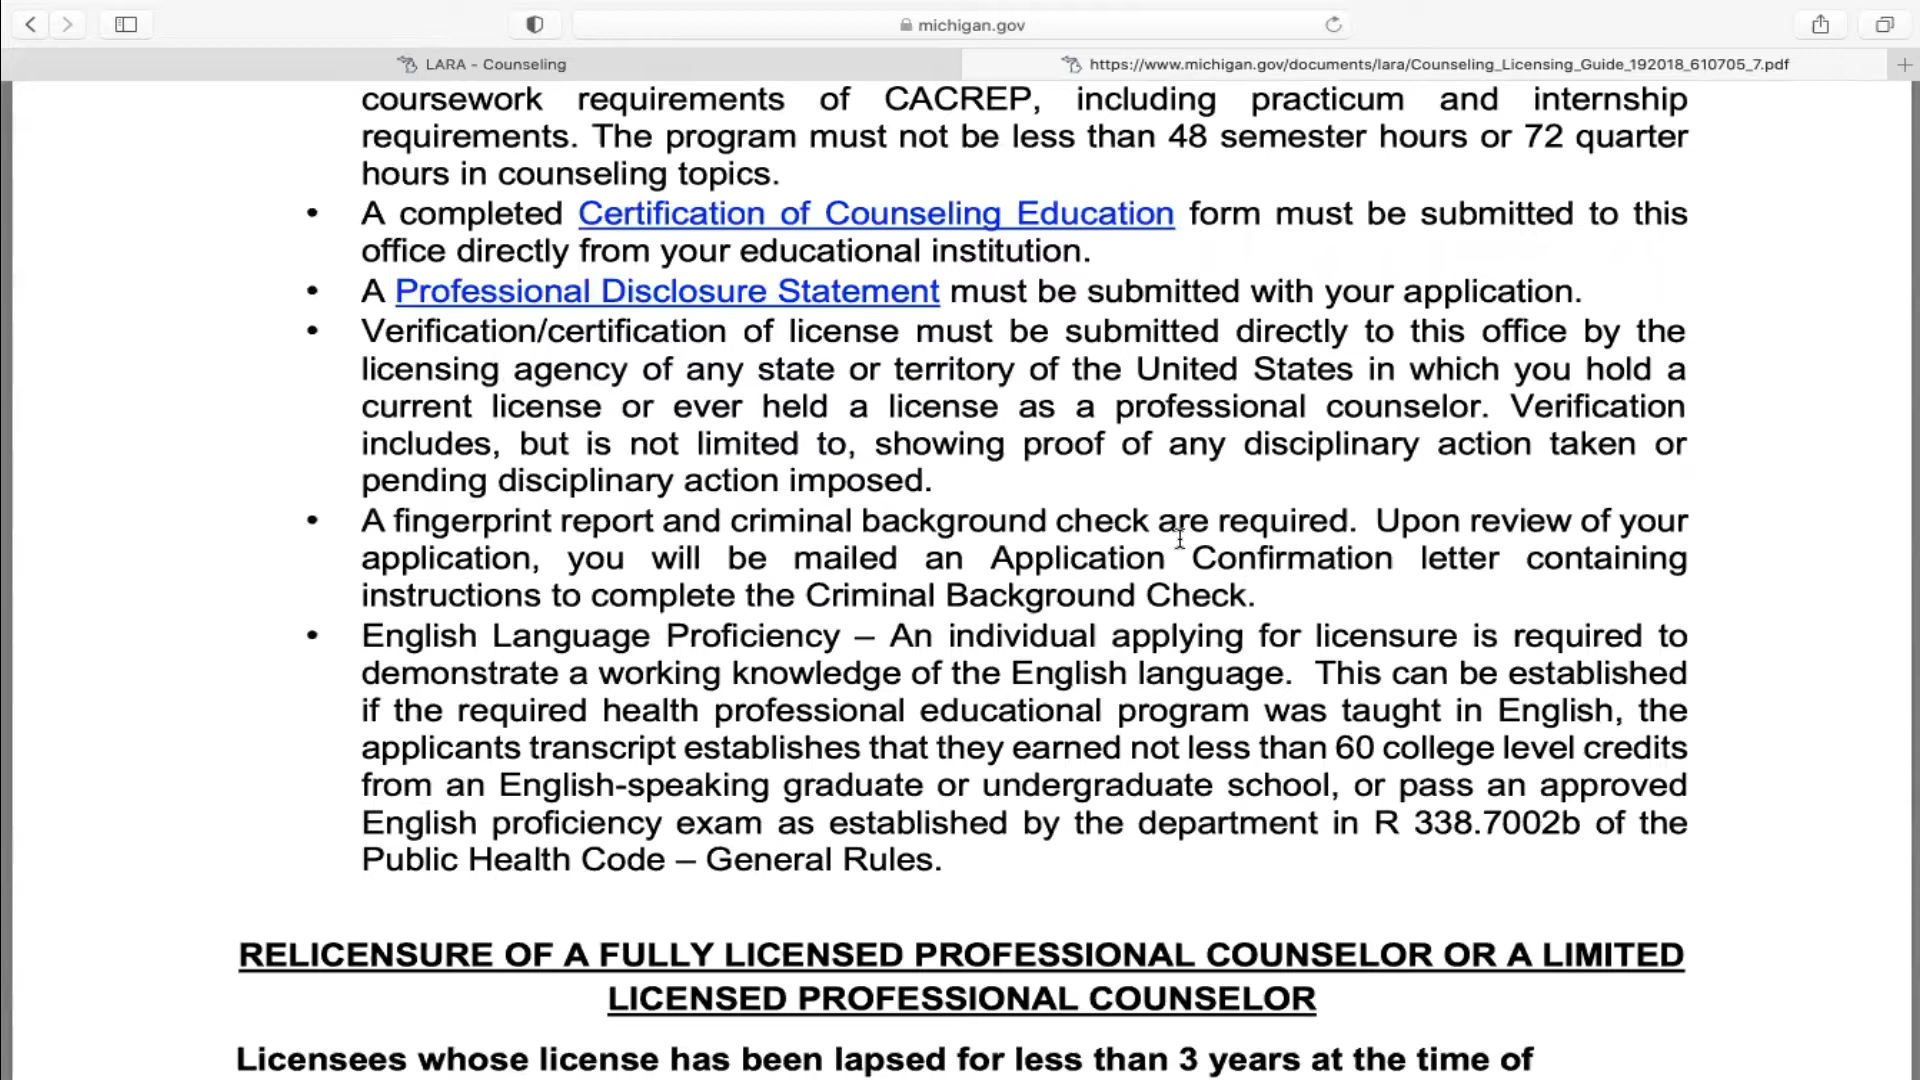 michigan.gov
LARA - Counseling
https://www.michigan.gov/documents/lara/Counseling_Licensing_Guide_192018_610705_7.pdf
coursework requirements of CACREP, including practicum and internship
requirements. The program must not be less than 48 semester hours or 72 quarter
hours in counseling topics.
• A completed Certification of Counseling Education form must be submitted to this
office directly from your educational institution.
• A Professional Disclosure Statement must be submitted with your application.
• Verification/certification of license must be submitted directly to this office by the
licensing agency of any state or territory of the United States in which you hold a
current license or ever held a license as a professional counselor. Verification
includes, but is not limited to, showing proof of any disciplinary action taken or
pending disciplinary action imposed.
• A fingerprint report and criminal background check are required. Upon review of your
application, you will be mailed an Application Confirmation letter containing
instructions to complete the Criminal Background Check.
• English Language Proficiency – An individual applying for licensure is required to
demonstrate a working knowledge of the English language. This can be established
if the required health professional educational program was taught in English, the
applicants transcript establishes that they earned not less than 60 college level credits
from an English-speaking graduate or undergraduate school, or pass an approved
English proficiency exam as established by the department in R 338.7002b of the
Public Health Code – General Rules.
RELICENSURE OF A FULLY LICENSED PROFESSIONAL COUNSELOR OR A LIMITED
LICENSED PROFESSIONAL COUNSELOR
Licensees whose license has been lapsed for less than 3 years at the time of